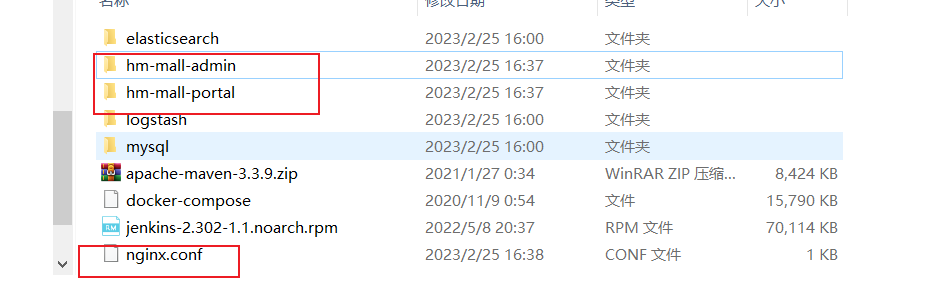 名称 修改日期 类型 大小
elasticsearch 2023/2/25 16:00 文件夹
hm-mall-admin 2023/2/25 16:37 文件夹
hm-mall-portal 2023/2/25 16:37 文件夹
logstash 2023/2/25 16:00 文件夹
mysql 2023/2/25 16:00 文件夹
apache-maven-3.3.9.zip 2021/1/27 0:34 WinRAR ZIP 压缩... 8,424 KB
docker-compose 2020/11/9 0:54 文件 15,790 KB
jenkins-2.302-1.1.noarch.rpm 2022/5/8 20:37 RPM 文件 70,114 KB
nginx.conf 2023/2/25 16:38 CONF 文件 1 KB